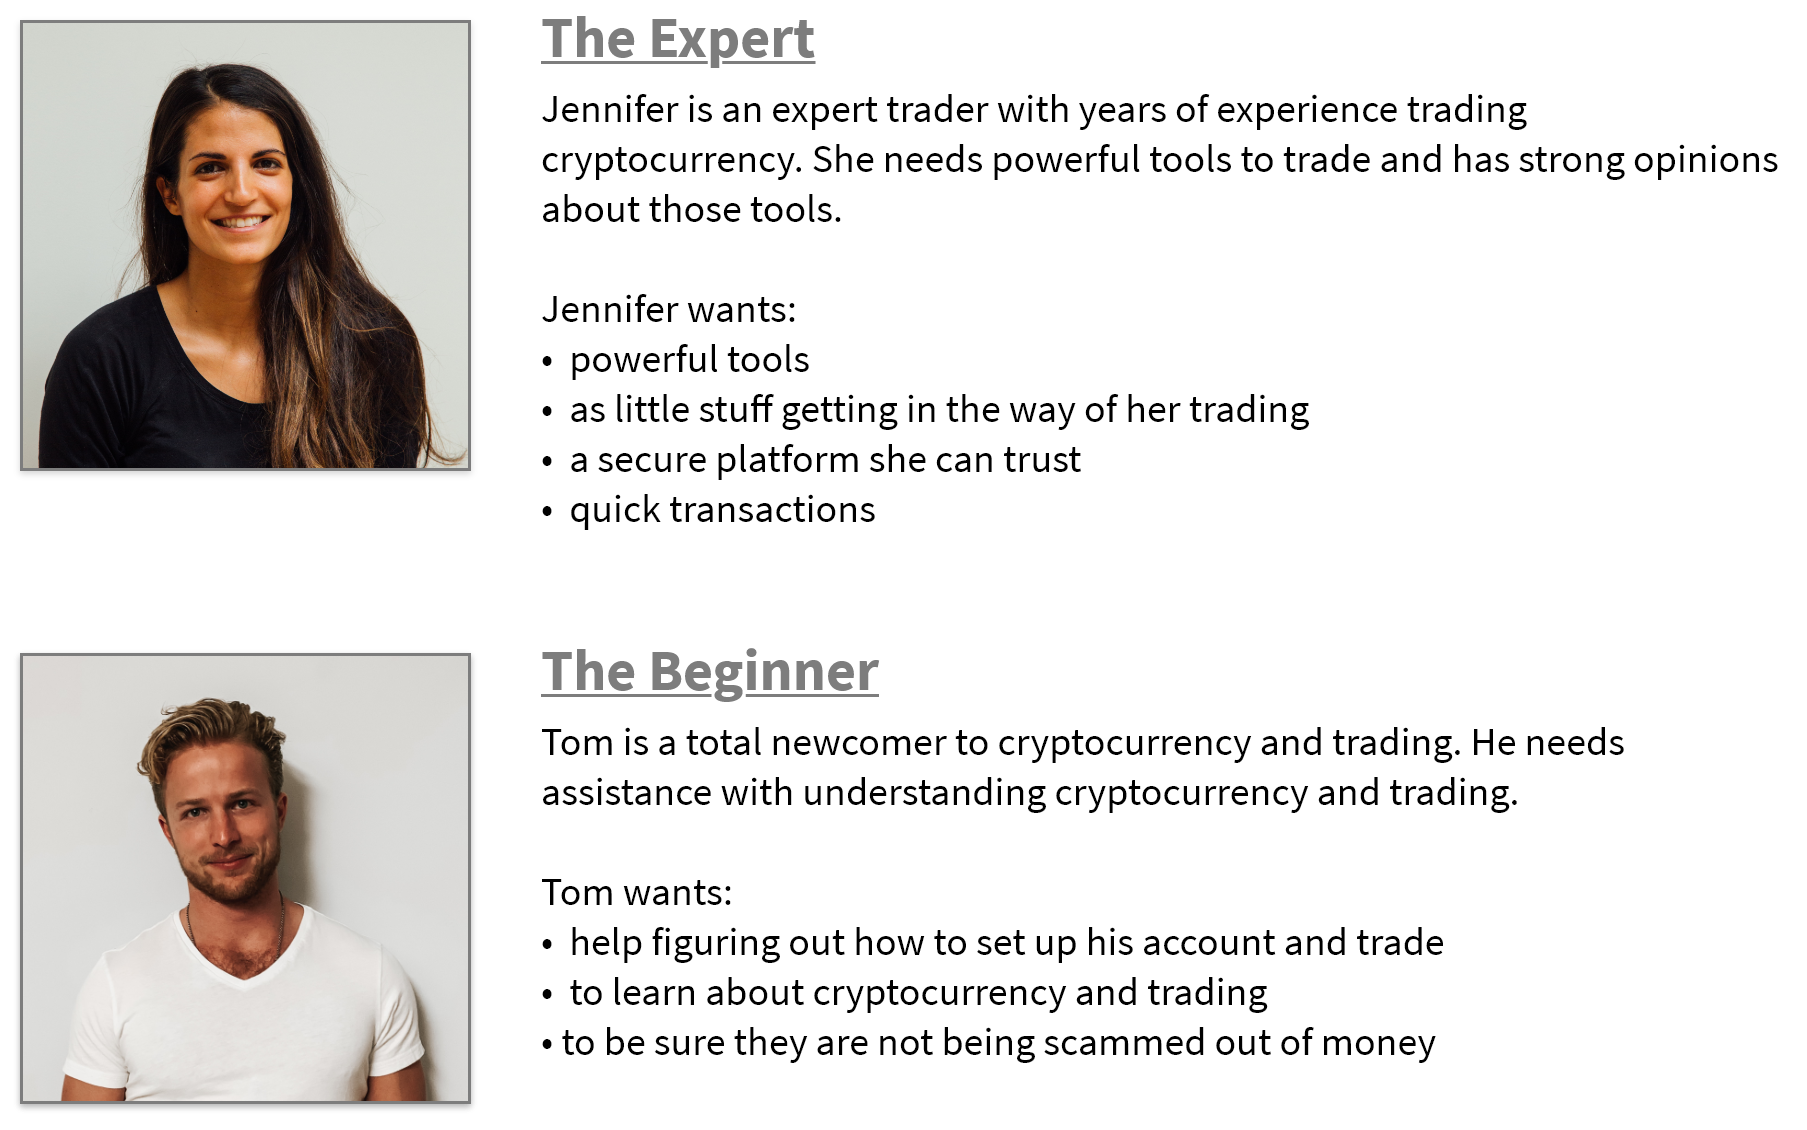 The Expert
Jennifer is an expert trader with years of experience trading
cryptocurrency. She needs powerful tools to trade and has strong opinions
about those tools.
Jennifer wants:
• powerful tools
• as little stuff getting in the way of her trading
• a secure platform she can trust
• quick transactions
The Beginner
Tom is a total newcomer to cryptocurrency and trading. He needs
assistance with understanding cryptocurrency and trading.
Tom wants:
• help figuring out how to set up his account and trade
• to learn about cryptocurrency and trading
• to be sure they are not being scammed out of money